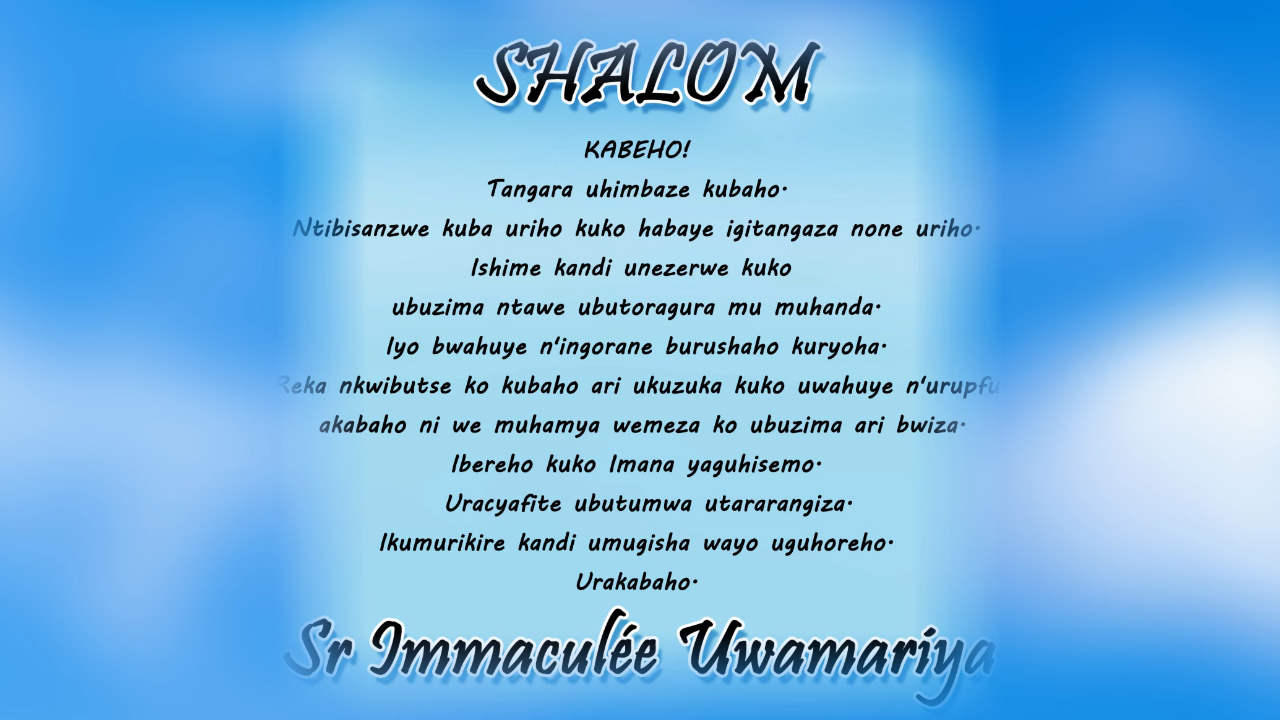 SHALOM
KABEHO!
Tangara uhimbaze kubaho.
Ntibisanzwe kuba uriho kuko habaye igitangaza none uriho.
Ishime kandi unezerwe kuko
ubuzima ntawe ubutoragura mu muhanda.
Iyo bwahuye n'ingorane burushaho kuryoha.
Reka nkwibutse ko kubaho ari ukuzuka kuko uwahuye n'urupfu
akabaho ni we muhamya wemeza ko ubuzima ari bwiza.
Ibereho kuko Imana yaguhisemo.
Uracyafite ubutumwa utararangiza.
Ikumurikire kandi umugisha wayo uguhoreho.
Urakabaho.
Sr Immaculée Uwamariya